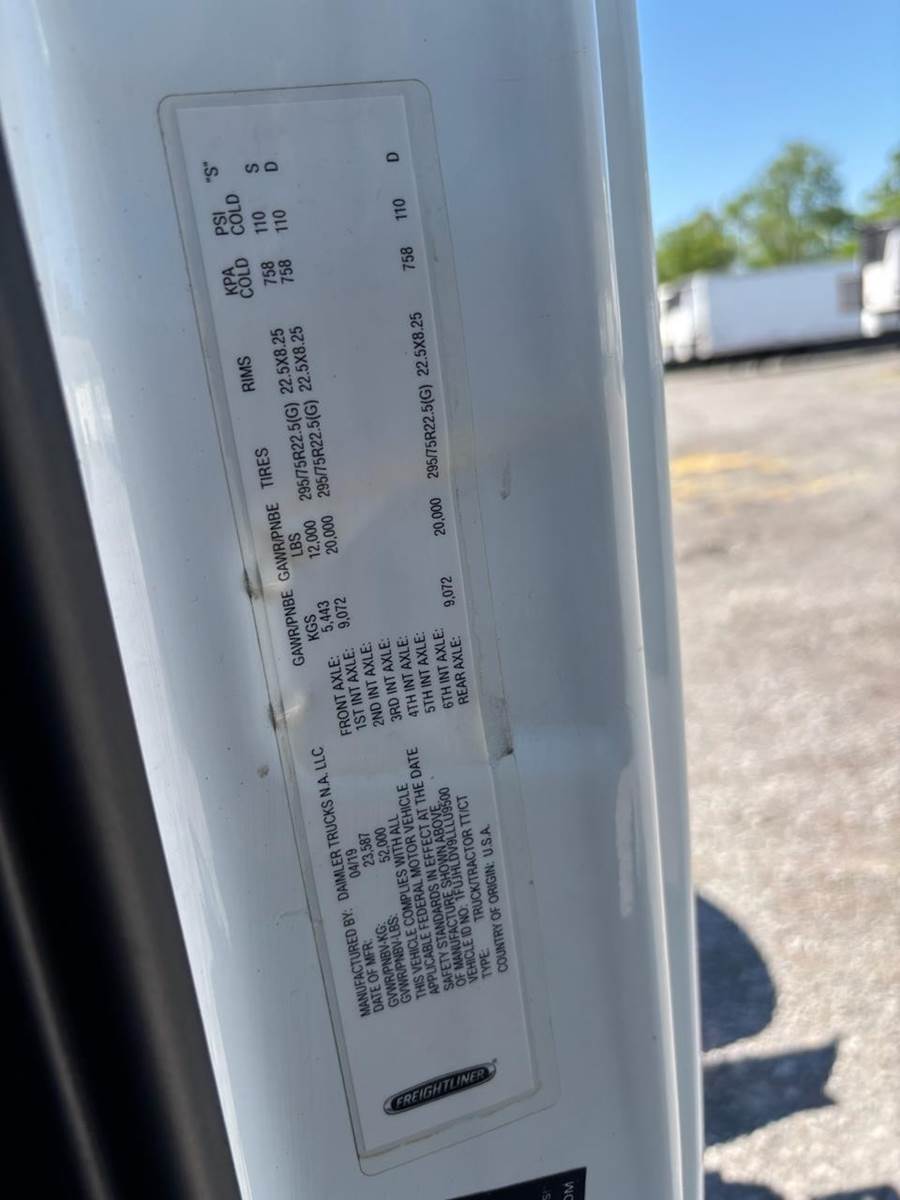 FREIGHTLINER
MANUFACTURED BY: DAIMLER TRUCKS N.A. LLC
DATE OF MFR: 04/19
GVWR/PNBV-KG: 23,587
GVWR/PNBV-LBS: 52,000
THIS VEHICLE COMPLIES WITH ALL
APPLICABLE FEDERAL MOTOR VEHICLE
SAFETY STANDARDS IN EFFECT AT THE DATE
OF MANUFACTURE SHOWN ABOVE.
VEHICLE ID NO: 1FUJHLDV9LLLU9500
TYPE: TRUCK/TRACTOR TT/CT
COUNTRY OF ORIGIN: U.S.A.
GAWR/PNBE GAWR/PNBE TIRES RIMS KPA PSI "S"
KGS LBS COLD COLD
FRONT AXLE: 5,443 12,000 295/75R22.5(G) 22.5X8.25 758 110 S
1ST INT AXLE: 9,072 20,000 295/75R22.5(G) 22.5X8.25 758 110 D
2ND INT AXLE:
3RD INT AXLE:
4TH INT AXLE:
5TH INT AXLE:
6TH INT AXLE:
REAR AXLE: 9,072 20,000 295/75R22.5(G) 22.5X8.25 758 110 D